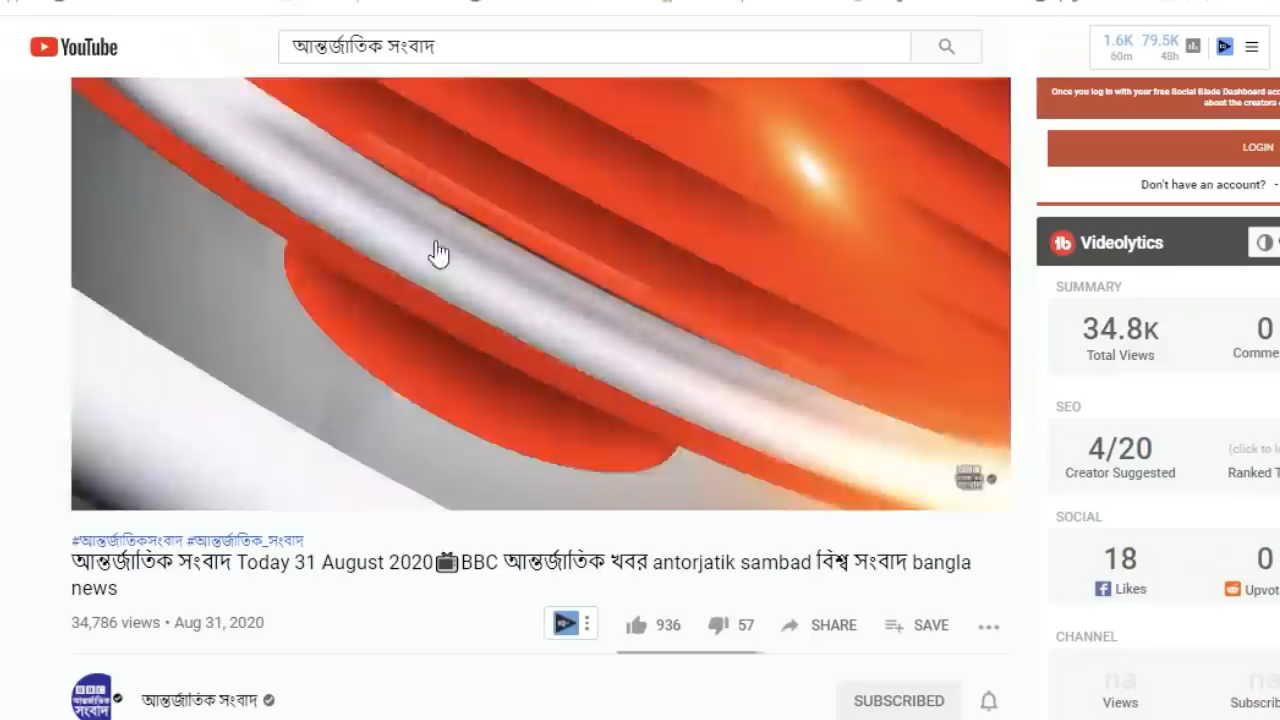 YouTube
আন্তর্জাতিক সংবাদ
1.6K 79.5K
60m 48h
Once you log in with your free Social Blade Dashboard
about the creators
LOGIN
Don't have an account? -
Videolytics
SUMMARY
34.8K 0
Total Views
SEO
4/20
Creator Suggested
(click to
Ranked
SOCIAL
18 0
Likes
CHANNEL
na na
Views
#আন্তর্জাতিকসংবাদ #আন্তর্জাতিক_সংবাদ
আন্তর্জাতিক সংবাদ Today 31 August 2020📺BBC আন্তর্জাতিক খবর antorjatik sambad বিশ্ব সংবাদ bangla
news
34,786 views • Aug 31, 2020
936 57 SHARE SAVE
আন্তর্জাতিক সংবাদ
SUBSCRIBED